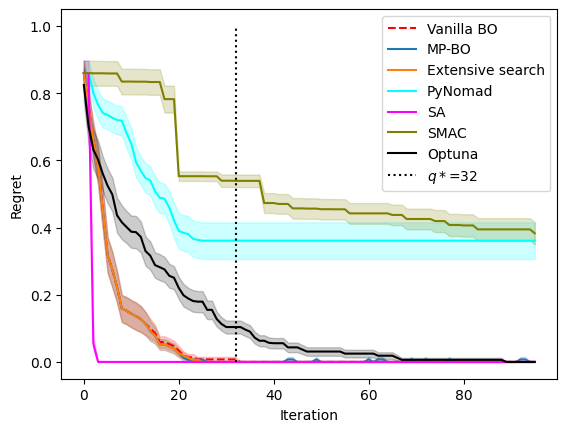 1.0
0.8
0.6
0.4
0.2
0.0
Regret
0
20
40
60
80
Iteration
Vanilla BO
MP-BO
Extensive search
PyNomad
SA
SMAC
Optuna
q*=32